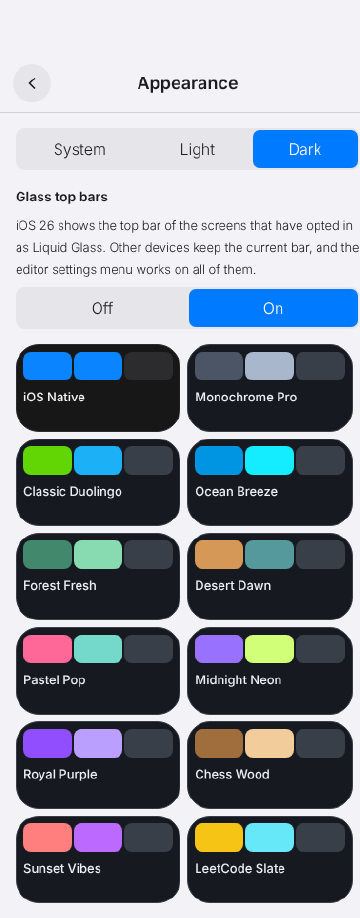 Appearance
System
Light
Dark
Glass top bars
iOS 26 shows the top bar of the screens that have opted in
as Liquid Glass. Other devices keep the current bar, and the
editor settings menu works on all of them.
Off
On
iOS Native
Monochrome Pro
Classic Duolingo
Ocean Breeze
Forest Fresh
Desert Dawn
Pastel Pop
Midnight Neon
Royal Purple
Chess Wood
Sunset Vibes
LeetCode Slate